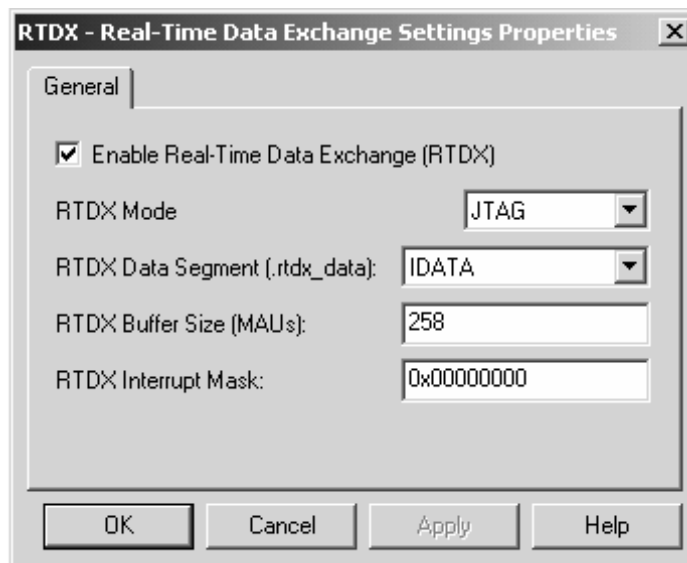 RTDX - Real-Time Data Exchange Settings Properties
General
Enable Real-Time Data Exchange (RTDX)
RTDX Mode JTAG
RTDX Data Segment (.rtdx_data): IDATA
RTDX Buffer Size (MAUs): 258
RTDX Interrupt Mask: 0x00000000
OK Cancel Apply Help